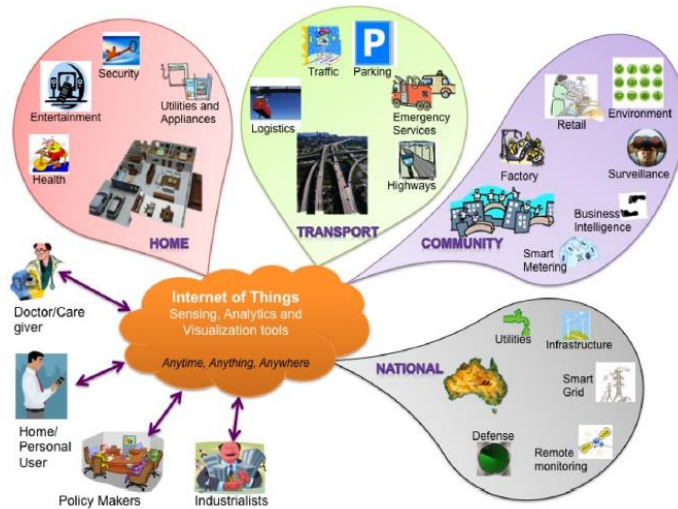 Security
Entertainment
Utilities and
Appliances
Health
HOME
Traffic
P
Parking
Logistics
Emergency
Services
Highways
TRANSPORT
Retail
Environment
Factory
Surveillance
Business
Intelligence
COMMUNITY
Smart
Metering
Internet of Things
Sensing, Analytics and
Visualization tools
Anytime, Anything, Anywhere
NATIONAL
Utilities
Infrastructure
Smart
Grid
Defense
Remote
monitoring
Doctor/Care
giver
Home/
Personal
User
Policy Makers
Industrialists